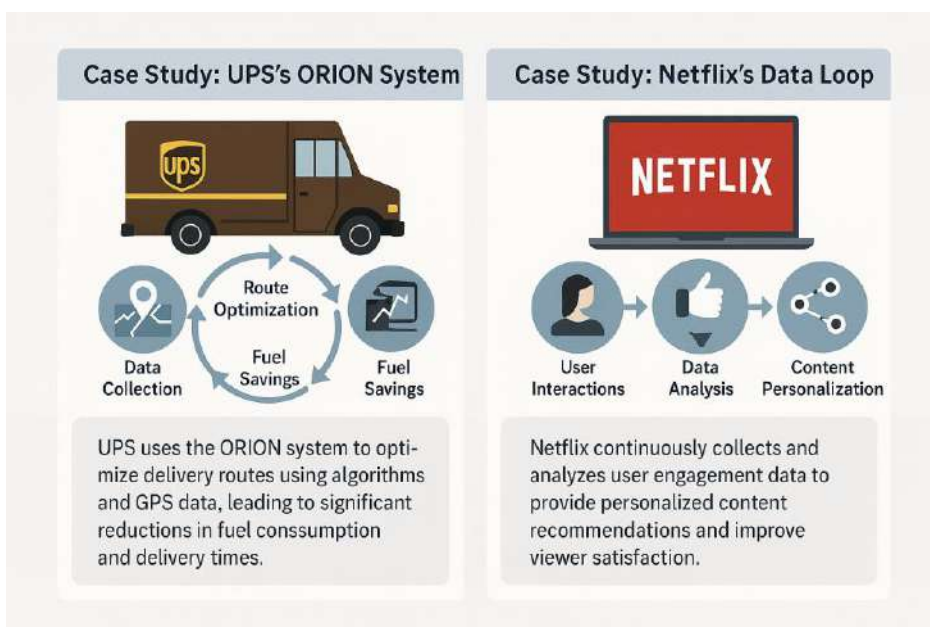 Case Study: UPS's ORION System
ups
Route
Optimization
Fuel
Savings
Data
Collection
Fuel
Savings
UPS uses the ORION system to opti-
mize delivery routes using algorithms
and GPS data, leading to significant
reductions in fuel conssumption
and delivery times.
Case Study: Netflix's Data Loop
NETFLIX
User
Interactions
Data
Analysis
Content
Personalization
Netflix continuously collects and
analyzes user engagement data to
provide personalized content
recommendations and improve
viewer satisfaction.